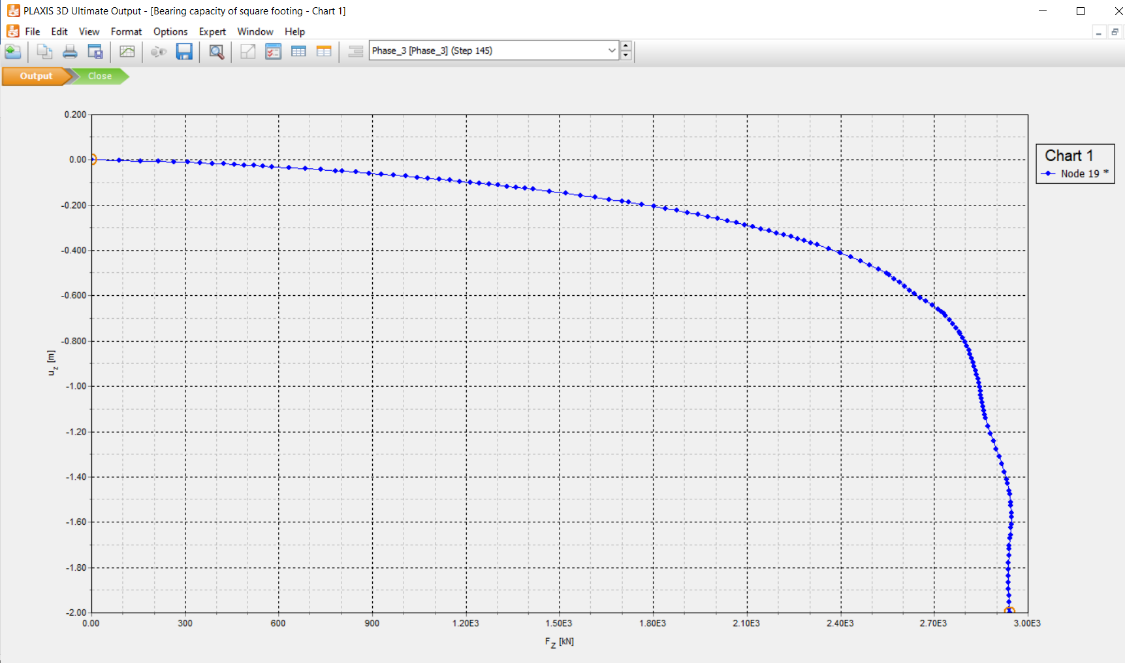 PLAXIS 3D Ultimate Output - [Bearing capacity of square footing - Chart 1]
File Edit View Format Options Expert Window Help
Phase_3 [Phase_3] (Step 145)
Output Close
0.200
0.00
-0.200
-0.400
-0.600
-0.800
-1.00
-1.20
-1.40
-1.60
-1.80
-2.00
u_z [m]
0.00 300 600 900 1.20E3 1.50E3 1.80E3 2.10E3 2.40E3 2.70E3 3.00E3
F_Z [kN]
Chart 1
Node 19 *